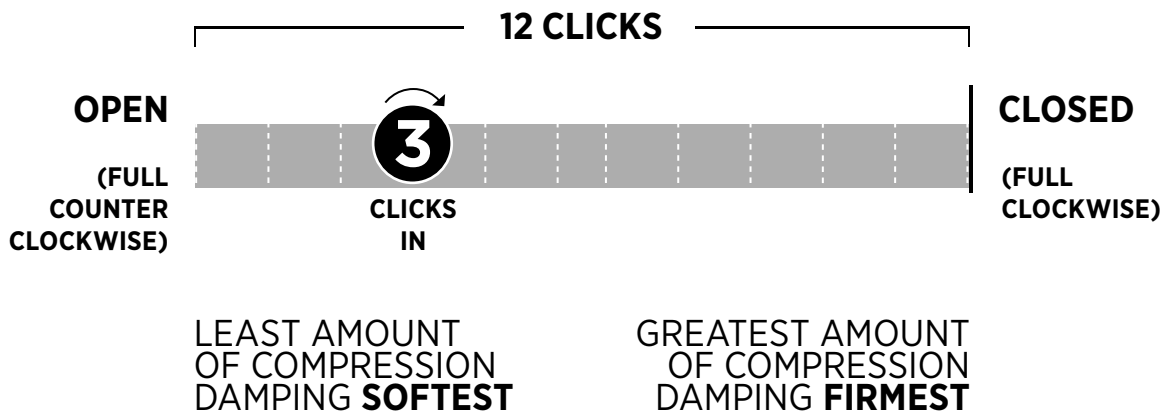 12 CLICKS
OPEN
CLOSED
3
(FULL
COUNTER
CLOCKWISE)
CLICKS
IN
(FULL
CLOCKWISE)
LEAST AMOUNT
OF COMPRESSION
DAMPING SOFTEST
GREATEST AMOUNT
OF COMPRESSION
DAMPING FIRMEST